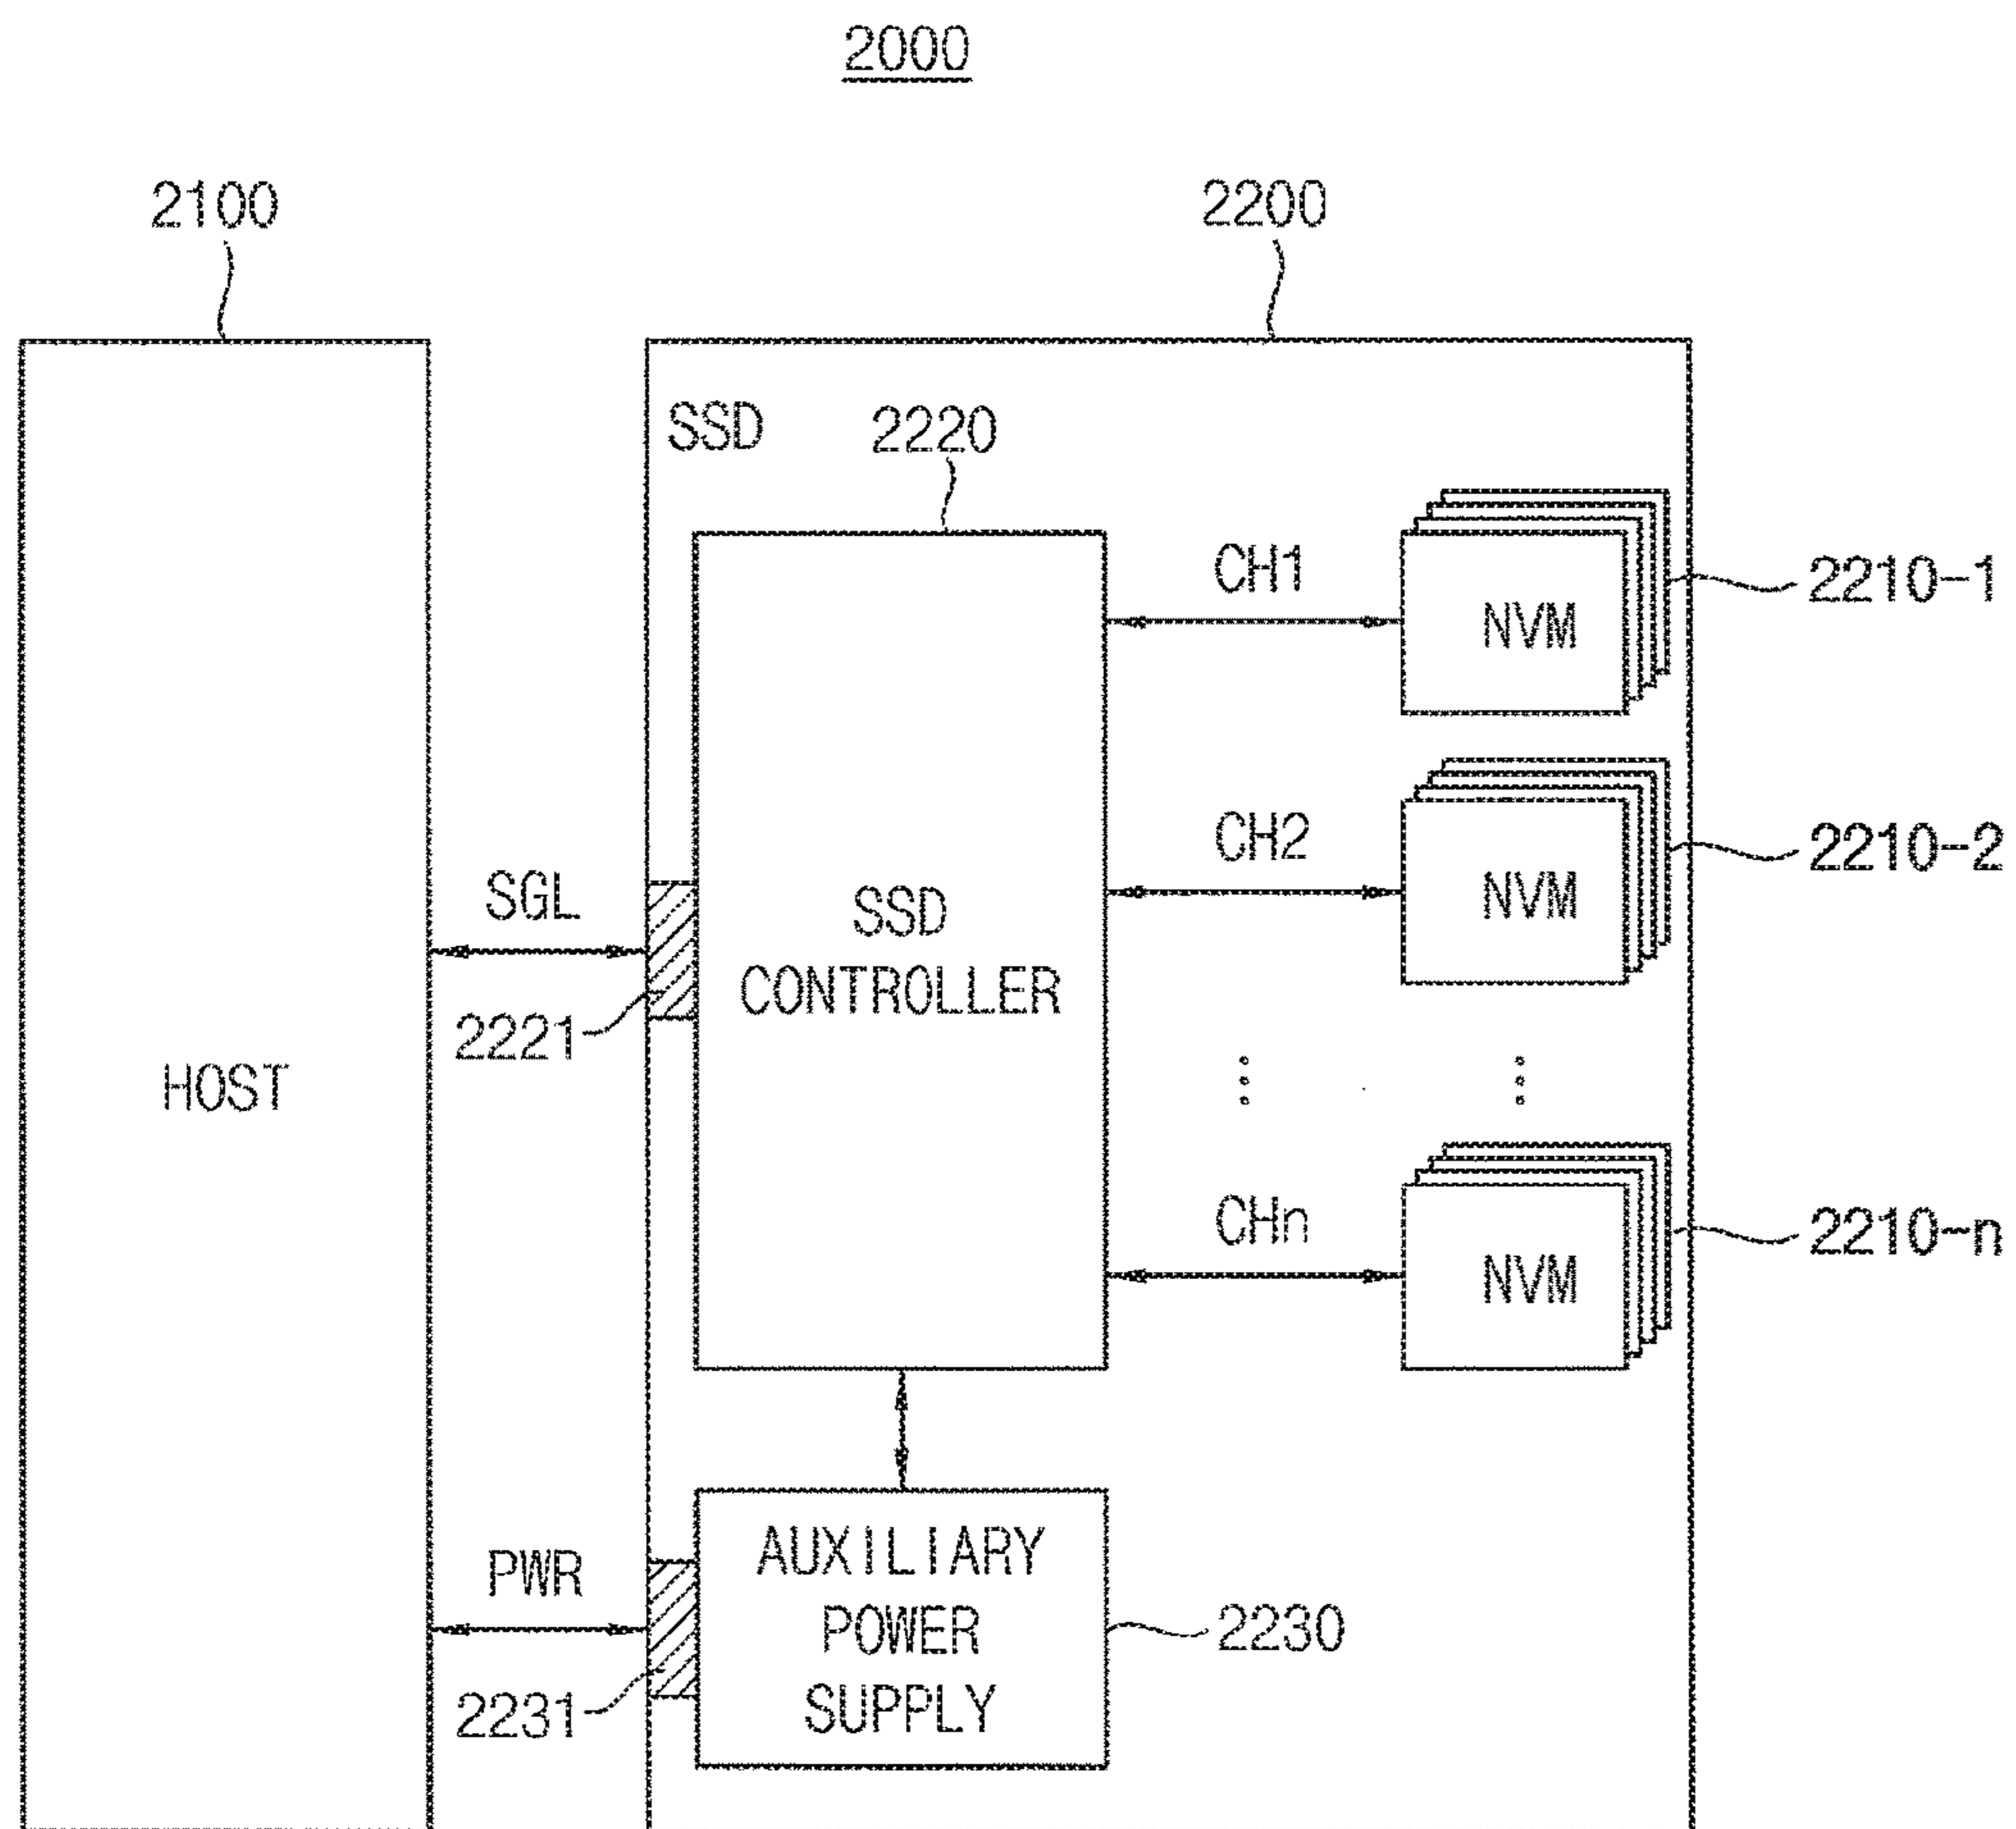 2000
2100
2200
SSD
2220
CH1
NVM
2210-1
CH2
NVM
2210-2
SGL
SSD
CONTROLLER
2221
HOST
CHn
NVM
2210-n
PWR
AUXILIARY
POWER
SUPPLY
2230
2231